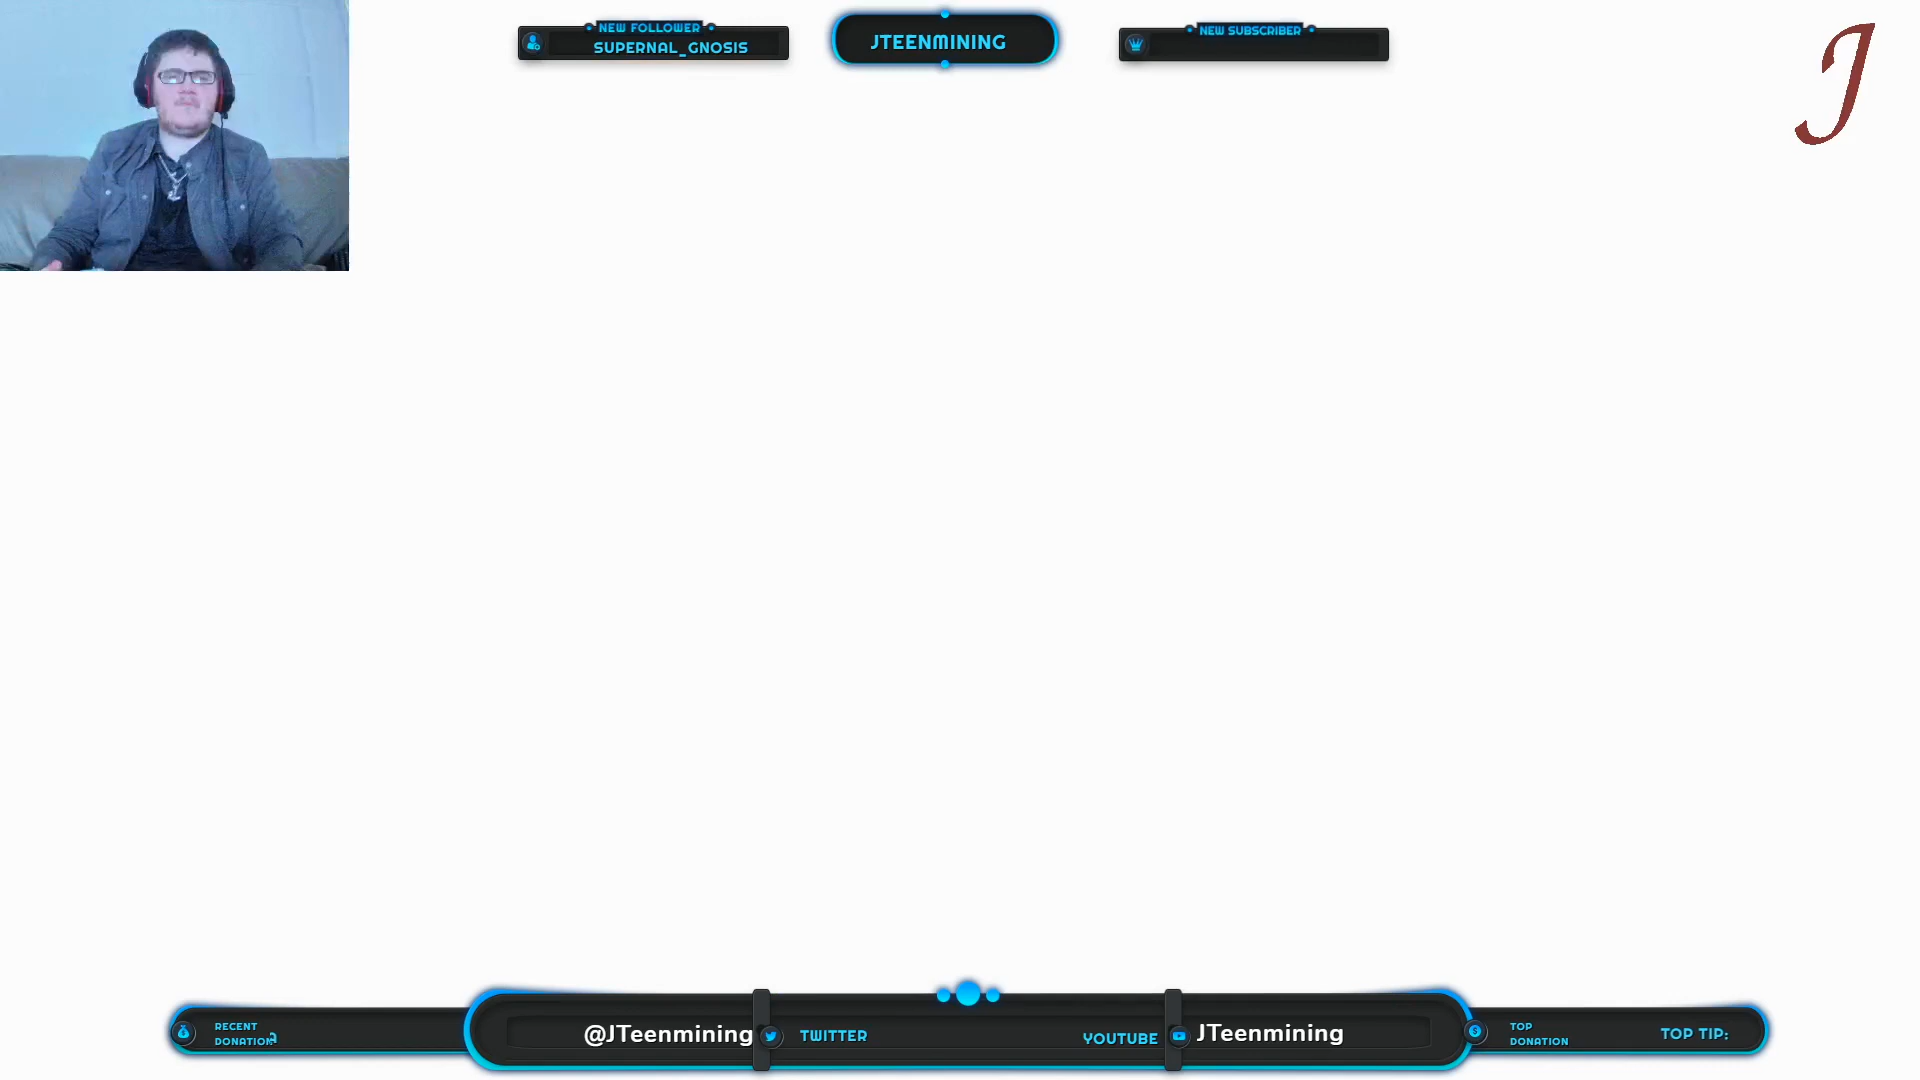 NEW FOLLOWER
SUPERNAL_GNOSIS
JTEENMINING
NEW SUBSCRIBER
J
RECENT
DONATION
@JTeenmining
TWITTER
YOUTUBE
JTeenmining
TOP
DONATION
TOP TIP: